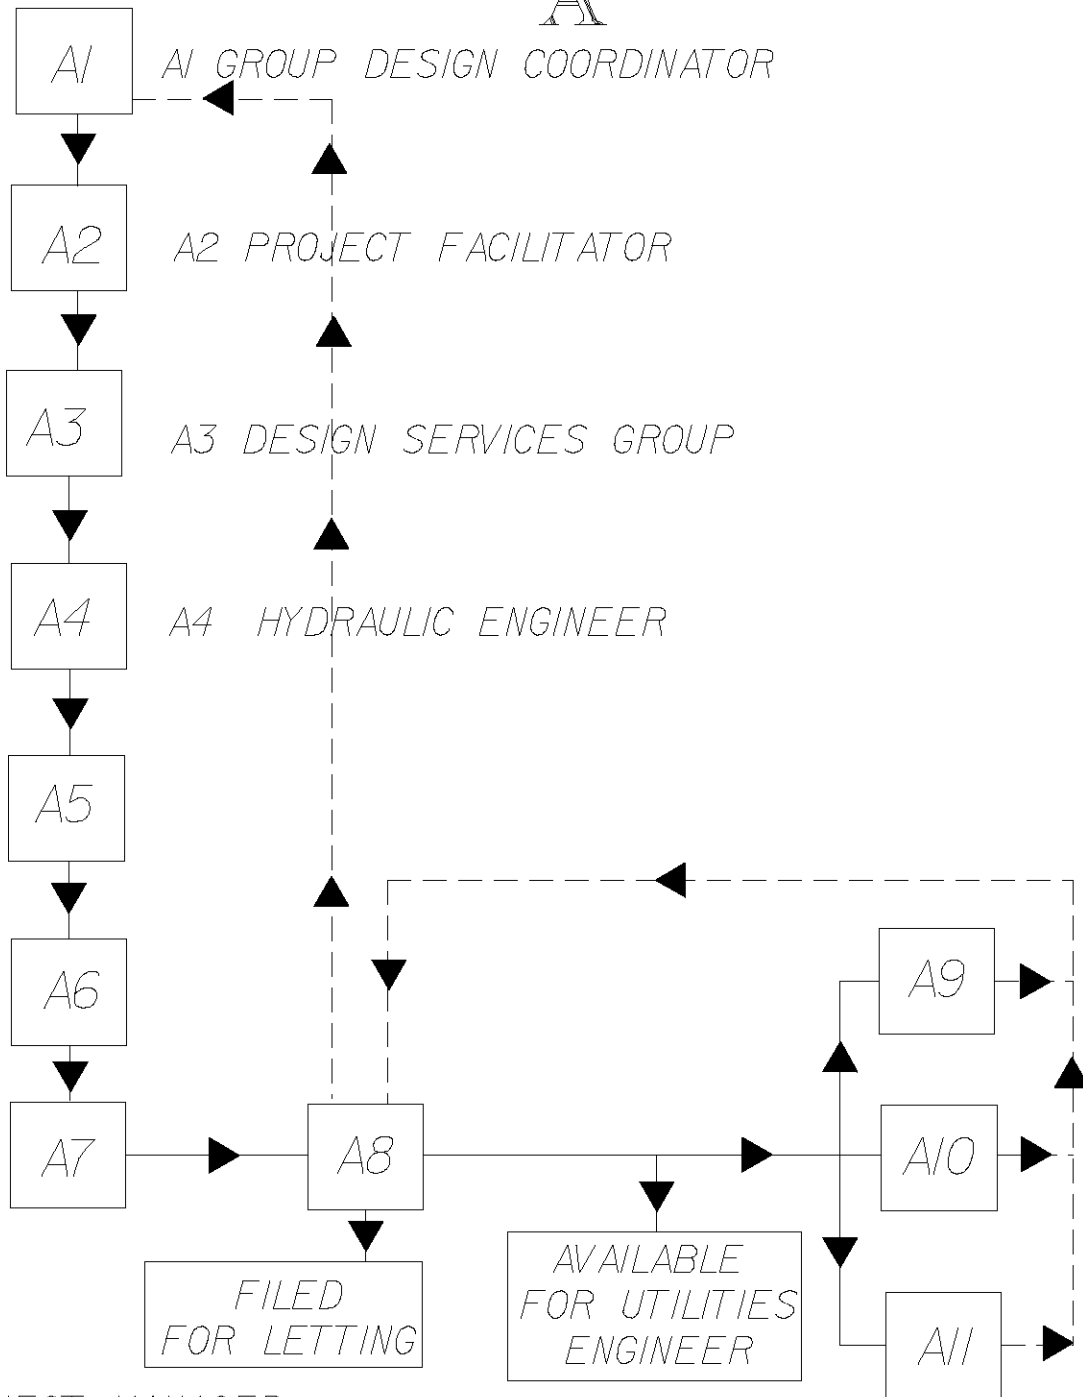 A
A1 A1 GROUP DESIGN COORDINATOR
A2 A2 PROJECT FACILITATOR
A3 A3 DESIGN SERVICES GROUP
A4 A4 HYDRAULIC ENGINEER
A5
A6
A9
A7
A8
A10
FILED
FOR LETTING
AVAILABLE
FOR UTILITIES
ENGINEER
A11